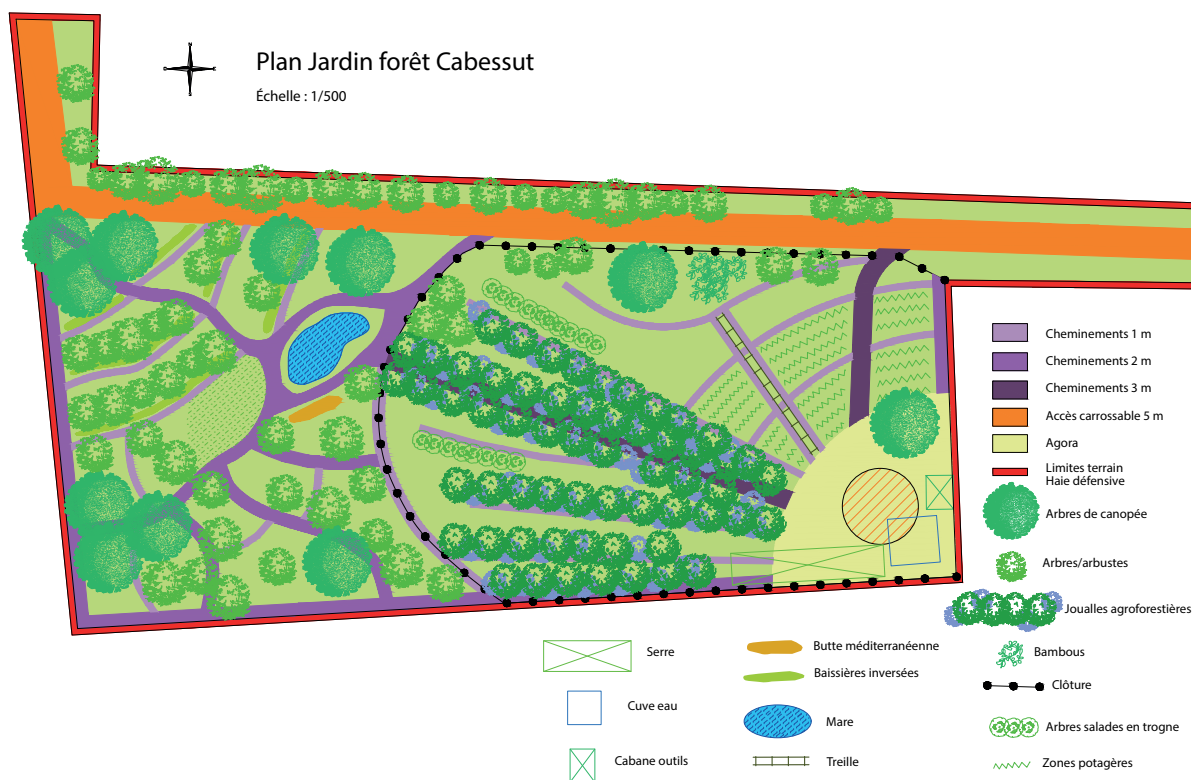 Plan Jardin forêt Cabessut
Échelle : 1/500
Cheminements 1 m
Cheminements 2 m
Cheminements 3 m
Accès carrossable 5 m
Agora
Limites terrain
Haie défensive
Arbres de canopée
Arbres/arbustes
Joualles agroforestières
Bambous
Clôture
Arbres salades en trogne
Zones potagères
Serre
Cuve eau
Cabane outils
Butte méditerranéenne
Baissières inversées
Mare
Treille